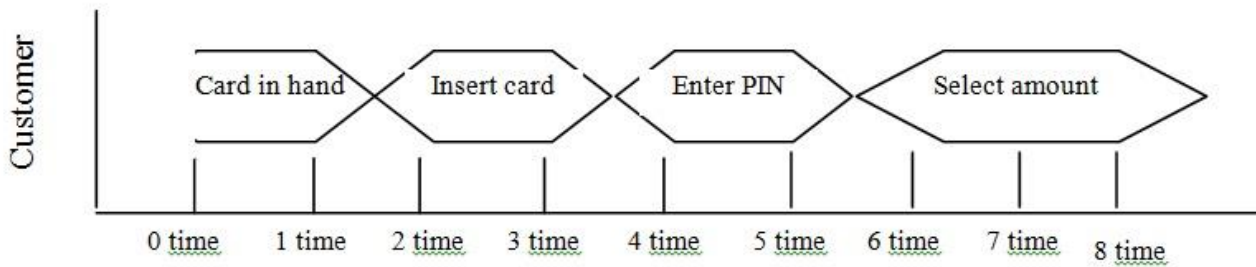 Customer
Card in hand
Insert card
Enter PIN
Select amount
0 time
1 time
2 time
3 time
4 time
5 time
6 time
7 time
8 time